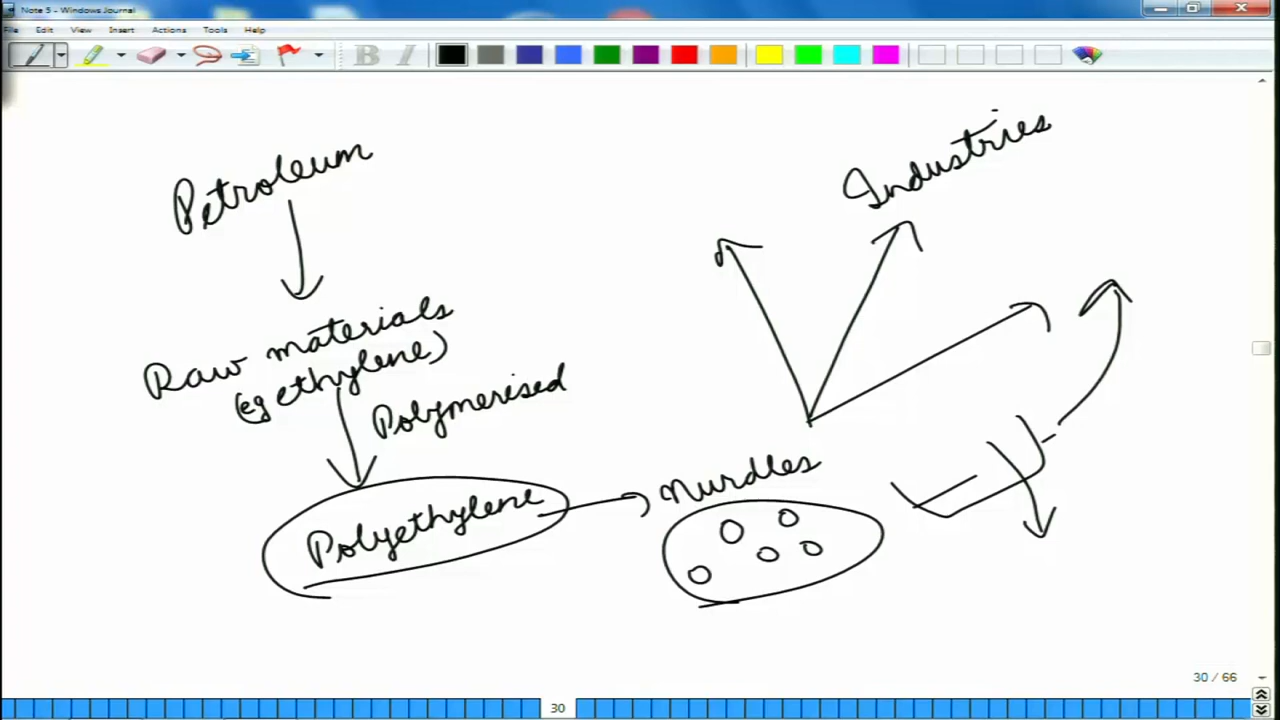 Note 5 - Windows Journal
File Edit View Insert Actions Tools Help
B I
Petroleum
Industries
Raw materials
(eg ethylene)
Polymerised
Polyethylene
Nurdles
30 / 66
30